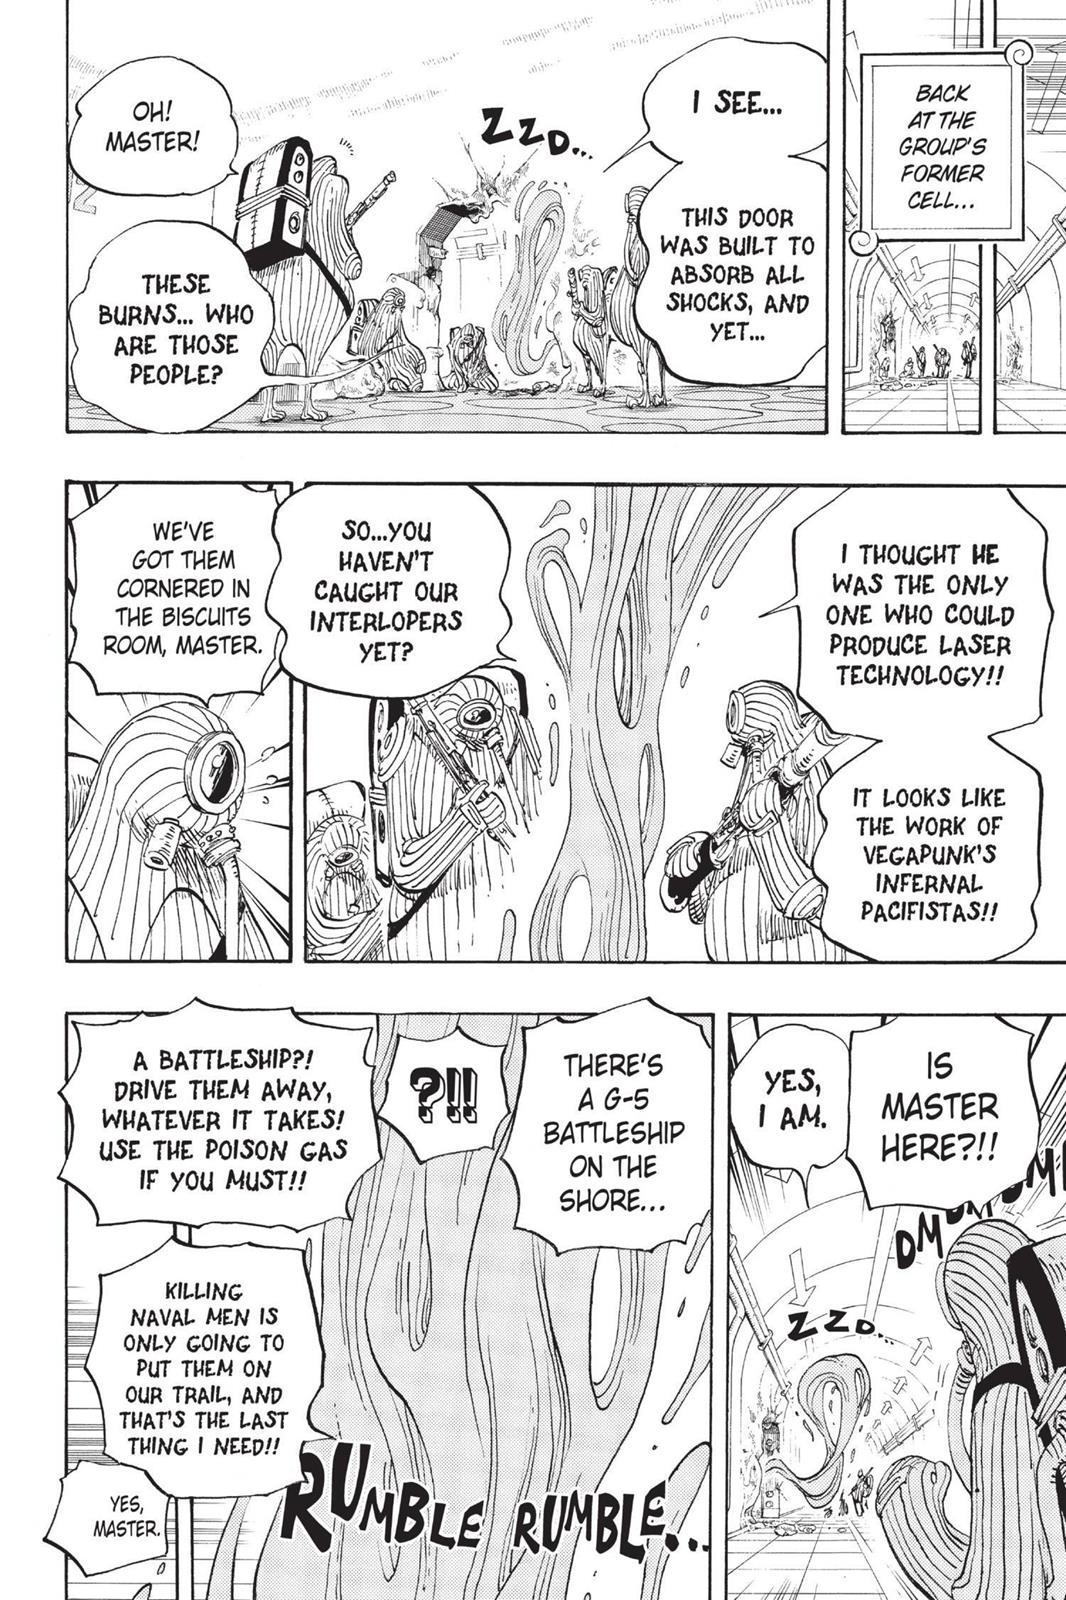 BACK
AT THE
GROUP'S
FORMER
CELL...
I SEE...
THIS DOOR
WAS BUILT TO
ABSORB ALL
SHOCKS, AND
YET...
ZZD...
OH!
MASTER!
THESE
BURNS... WHO
ARE THOSE
PEOPLE?
2
I THOUGHT HE
WAS THE ONLY
ONE WHO COULD
PRODUCE LASER
TECHNOLOGY!!
IT LOOKS LIKE
THE WORK OF
VEGAPUNK'S
INFERNAL
PACIFISTAS!!
SO...YOU
HAVEN'T
CAUGHT OUR
INTERLOPERS
YET?
WE'VE
GOT THEM
CORNERED IN
THE BISCUITS
ROOM, MASTER.
IS
MASTER
HERE?!!
YES,
I AM.
DMDMDMDM
ZZD...
THERE'S
A G-5
BATTLESHIP
ON THE
SHORE...
?!!
A BATTLESHIP?!
DRIVE THEM AWAY,
WHATEVER IT TAKES!
USE THE POISON GAS
IF YOU MUST!!
KILLING
NAVAL MEN IS
ONLY GOING TO
PUT THEM ON
OUR TRAIL, AND
THAT'S THE LAST
THING I NEED!!
RUMBLE RUMBLE...
YES,
MASTER.